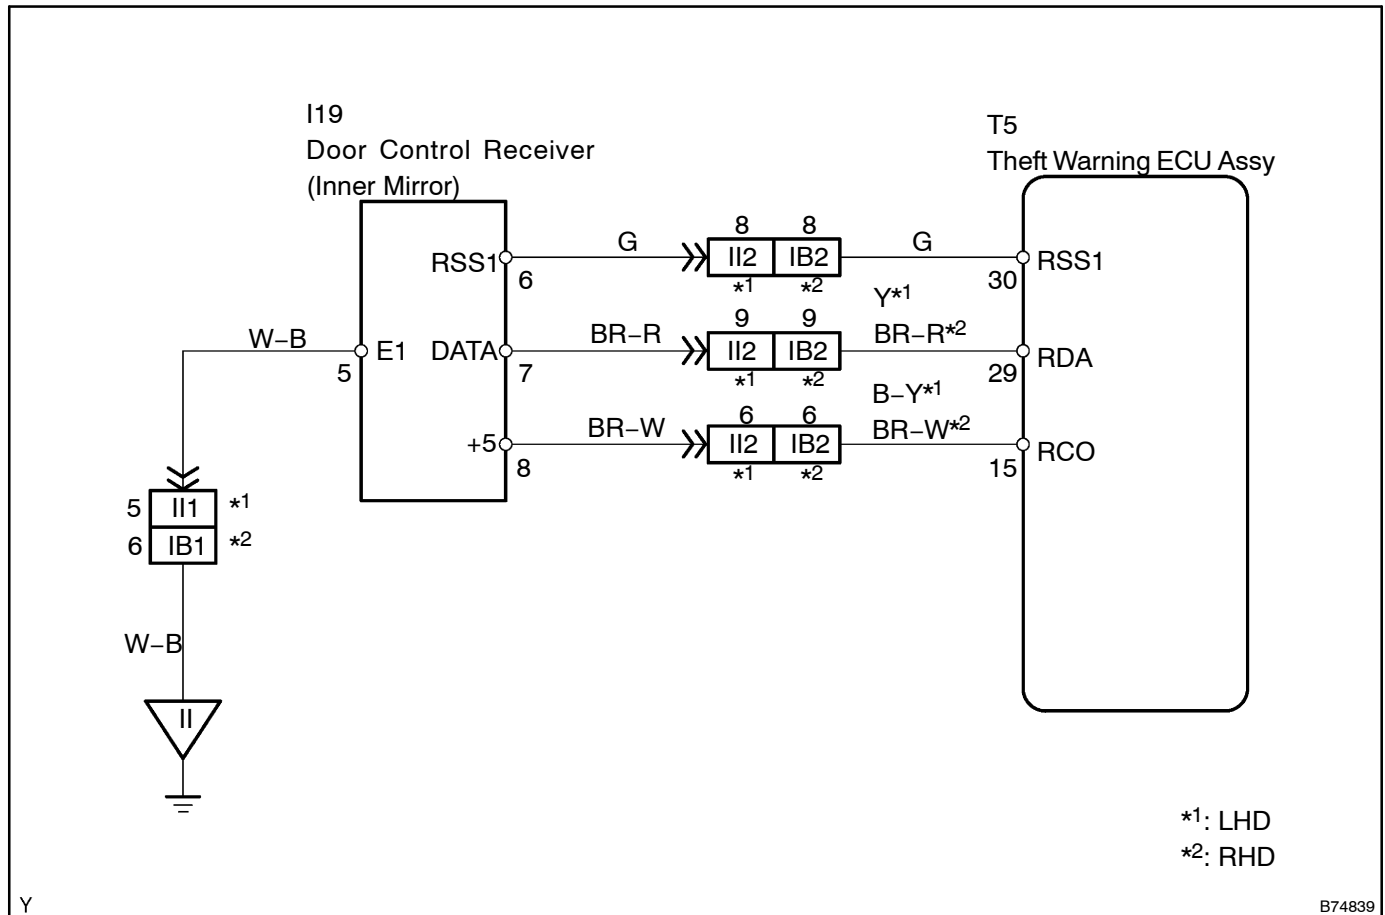 I19
Door Control Receiver
(Inner Mirror)
T5
Theft Warning ECU Assy
RSS1
6
G
8 8
II2 IB2
*1 *2
G
30
RSS1
W-B
5
E1
DATA
7
BR-R
9 9
II2 IB2
*1 *2
Y*1
BR-R*2
29
RDA
+5
8
BR-W
6 6
II2 IB2
*1 *2
B-Y*1
BR-W*2
15
RCO
5 II1 *1
6 IB1 *2
W-B
II
*1: LHD
*2: RHD
Y
B74839